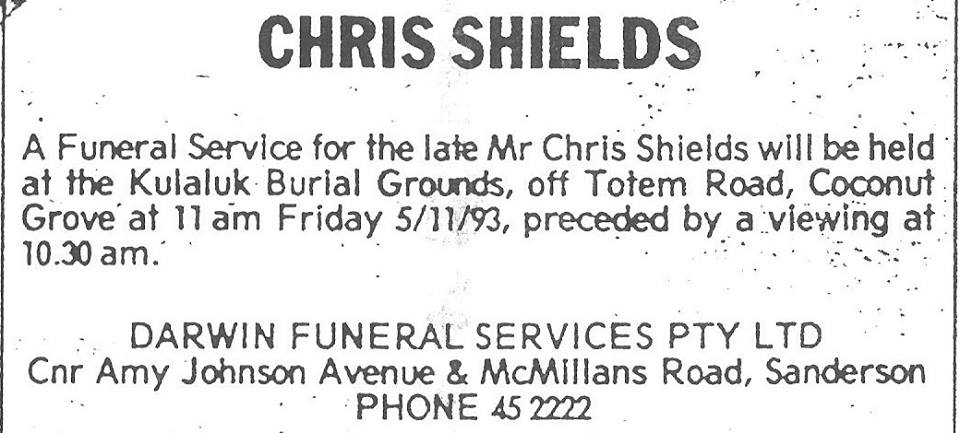 CHRIS SHIELDS
A Funeral Service for the late Mr Chris Shields will be held
at the Kulaluk Burial Grounds, off Totem Road, Coconut
Grove at 11 am Friday 5/11/93, preceded by a viewing at
10.30 am.
DARWIN FUNERAL SERVICES PTY LTD
Cnr Amy Johnson Avenue & McMillans Road, Sanderson
PHONE 45 2222